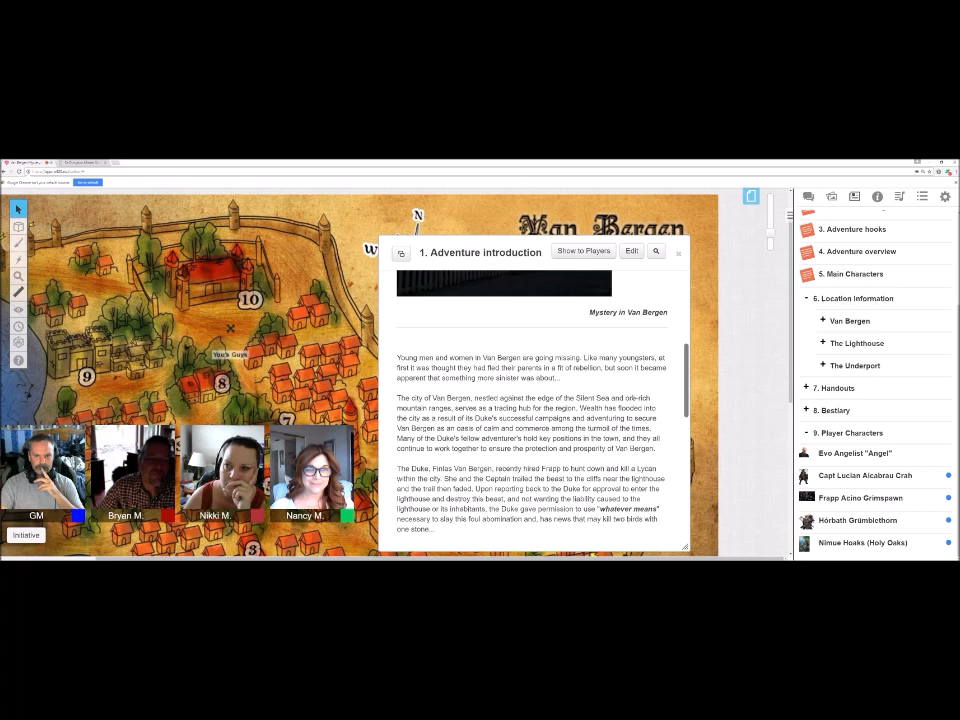 Van Bergen
N
W
10
You's Guys
9
8
7
3
1. Adventure introduction
Show to Players
Edit
Mystery in Van Bergen
Young men and women in Van Bergen are going missing. Like many youngsters, at
first it was thought they had fled their parents in a fit of rebellion, but soon it became
apparent that something more sinister was about...
The city of Van Bergen, nestled against the edge of the Silent Sea and ore-rich
mountain ranges, serves as a trading hub for the region. Wealth has flooded into
the city as a result of its Duke's successful campaigns and adventuring to secure
Van Bergen as an oasis of calm and commerce among the turmoil of the times.
Many of the Duke's fellow adventurer's hold key positions in the town, and they all
continue to work together to ensure the protection and prosperity of Van Bergen.
The Duke, Finlas Van Bergen, recently hired Frapp to hunt down and kill a Lycan
within the city. She and the Captain trailed the beast to the cliffs near the lighthouse
and the trail then faded. Upon reporting back to the Duke for approval to enter the
lighthouse and destroy this beast, and not wanting the liability caused to the
lighthouse or its inhabitants, the Duke gave permission to use "whatever means"
necessary to slay this foul abomination and, has news that may kill two birds with
one stone...
GM
Bryan M.
Nikki M.
Nancy M.
Initiative
3. Adventure hooks
4. Adventure overview
5. Main Characters
- 6. Location Information
+ Van Bergen
+ The Lighthouse
+ The Underport
+ 7. Handouts
+ 8. Bestiary
- 9. Player Characters
Evo Angelist "Angel"
Capt Lucian Alcabrau Crah
Frapp Acino Grimspawn
Hórbath Grümblethorn
Nimue Hoaks (Holy Oaks)